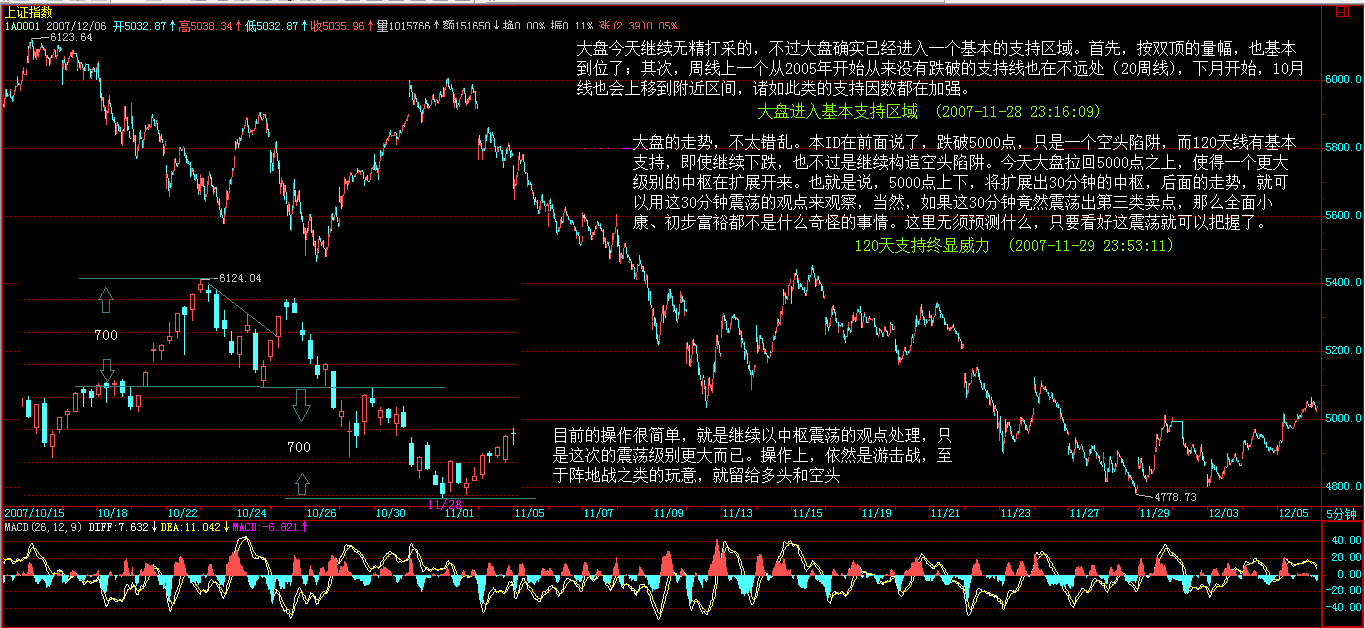 上证指数
1A0001 2007/12/06 开5032.87↑高5038.34↑低5032.87↑收5035.96↑量1015766↑额151650↓换0.00% 振0.11% 涨(2.39)0.05%
6123.64
大盘今天继续无精打采的，不过大盘确实已经进入一个基本的支持区域。首先，按双顶的量幅，也基本
到位了；其次，周线上一个从2005年开始从来没有跌破的支持线也在不远处（20周线），下月开始，10月
线也会上移到附近区间，诸如此类的支持因数都在加强。
大盘进入基本支持区域 （2007-11-28 23:16:09）
大盘的走势，不太错乱。本ID在前面说了，跌破5000点，只是一个空头陷阱，而120天线有基本
支持，即使继续下跌，也不过是继续构造空头陷阱。今天大盘拉回5000点之上，使得一个更大
级别的中枢在扩展开来。也就是说，5000点上下，将扩展出30分钟的中枢，后面的走势，就可
以用这30分钟震荡的观点来观察，当然，如果这30分钟竟然震荡出第三类卖点，那么全面小
康、初步富裕都不是什么奇怪的事情。这里无须预测什么，只要看好这震荡就可以把握了。
120天支持终显威力 （2007-11-29 23:53:11）
6124.04
700
700
11/28
目前的操作很简单，就是继续以中枢震荡的观点处理，只
是这次的震荡级别更大而已。操作上，依然是游击战，至
于阵地战之类的玩意，就留给多头和空头
4778.73
6000.0
5800.0
5600.0
5400.0
5200.0
5000.0
4800.0
2007/10/15 10/18 10/22 10/24 10/26 10/30 11/01 11/05 11/07 11/09 11/13 11/15 11/19 11/21 11/23 11/27 11/29 12/03 12/05 5分钟
MACD(26,12,9) DIFF:7.632↓DEA:11.042↓MACD:-6.821↑
40.00
20.00
0.00
-20.00
-40.00